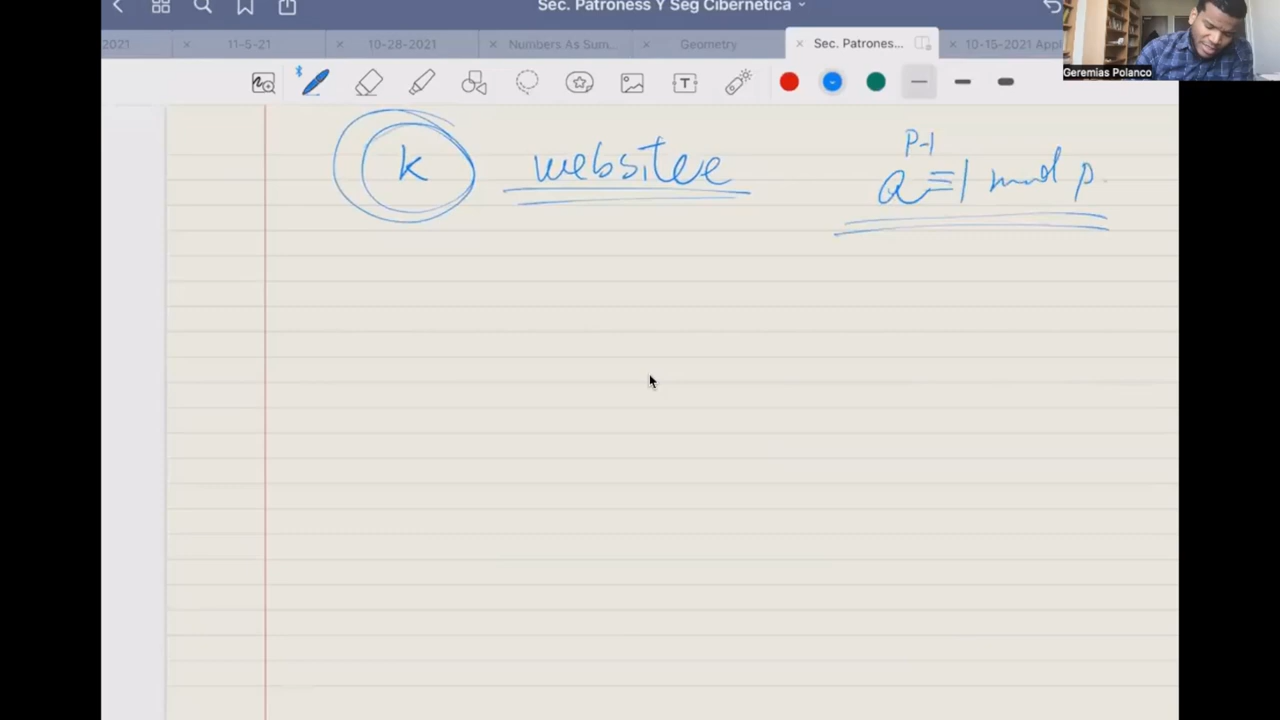 Sec. Patroness Y Seg Cibernetica
2021 11-5-21 10-28-2021 Numbers As Sum... Geometry Sec. Patrones... 10-15-2021 Appl
Geremias Polanco
T
k websitee a^{p-1} ≡ 1 mod p.